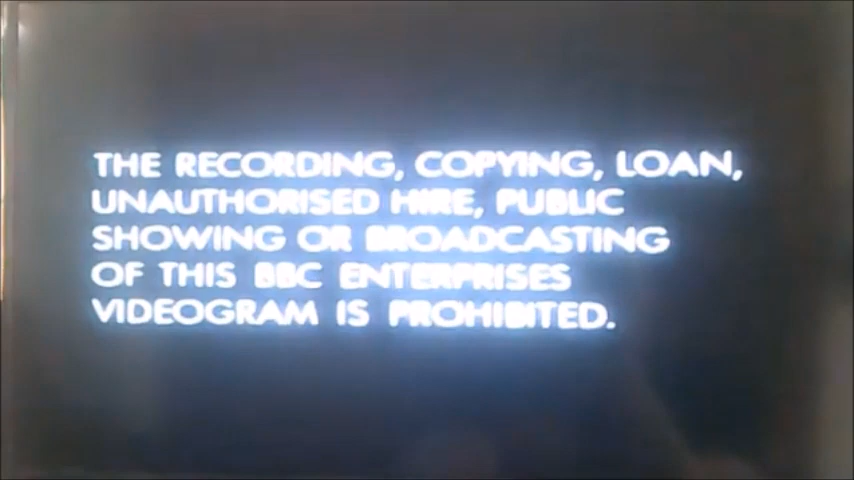 THE RECORDING, COPYING, LOAN,
UNAUTHORISED HIRE, PUBLIC
SHOWING OR BROADCASTING
OF THIS BBC ENTERPRISES
VIDEOGRAM IS PROHIBITED.